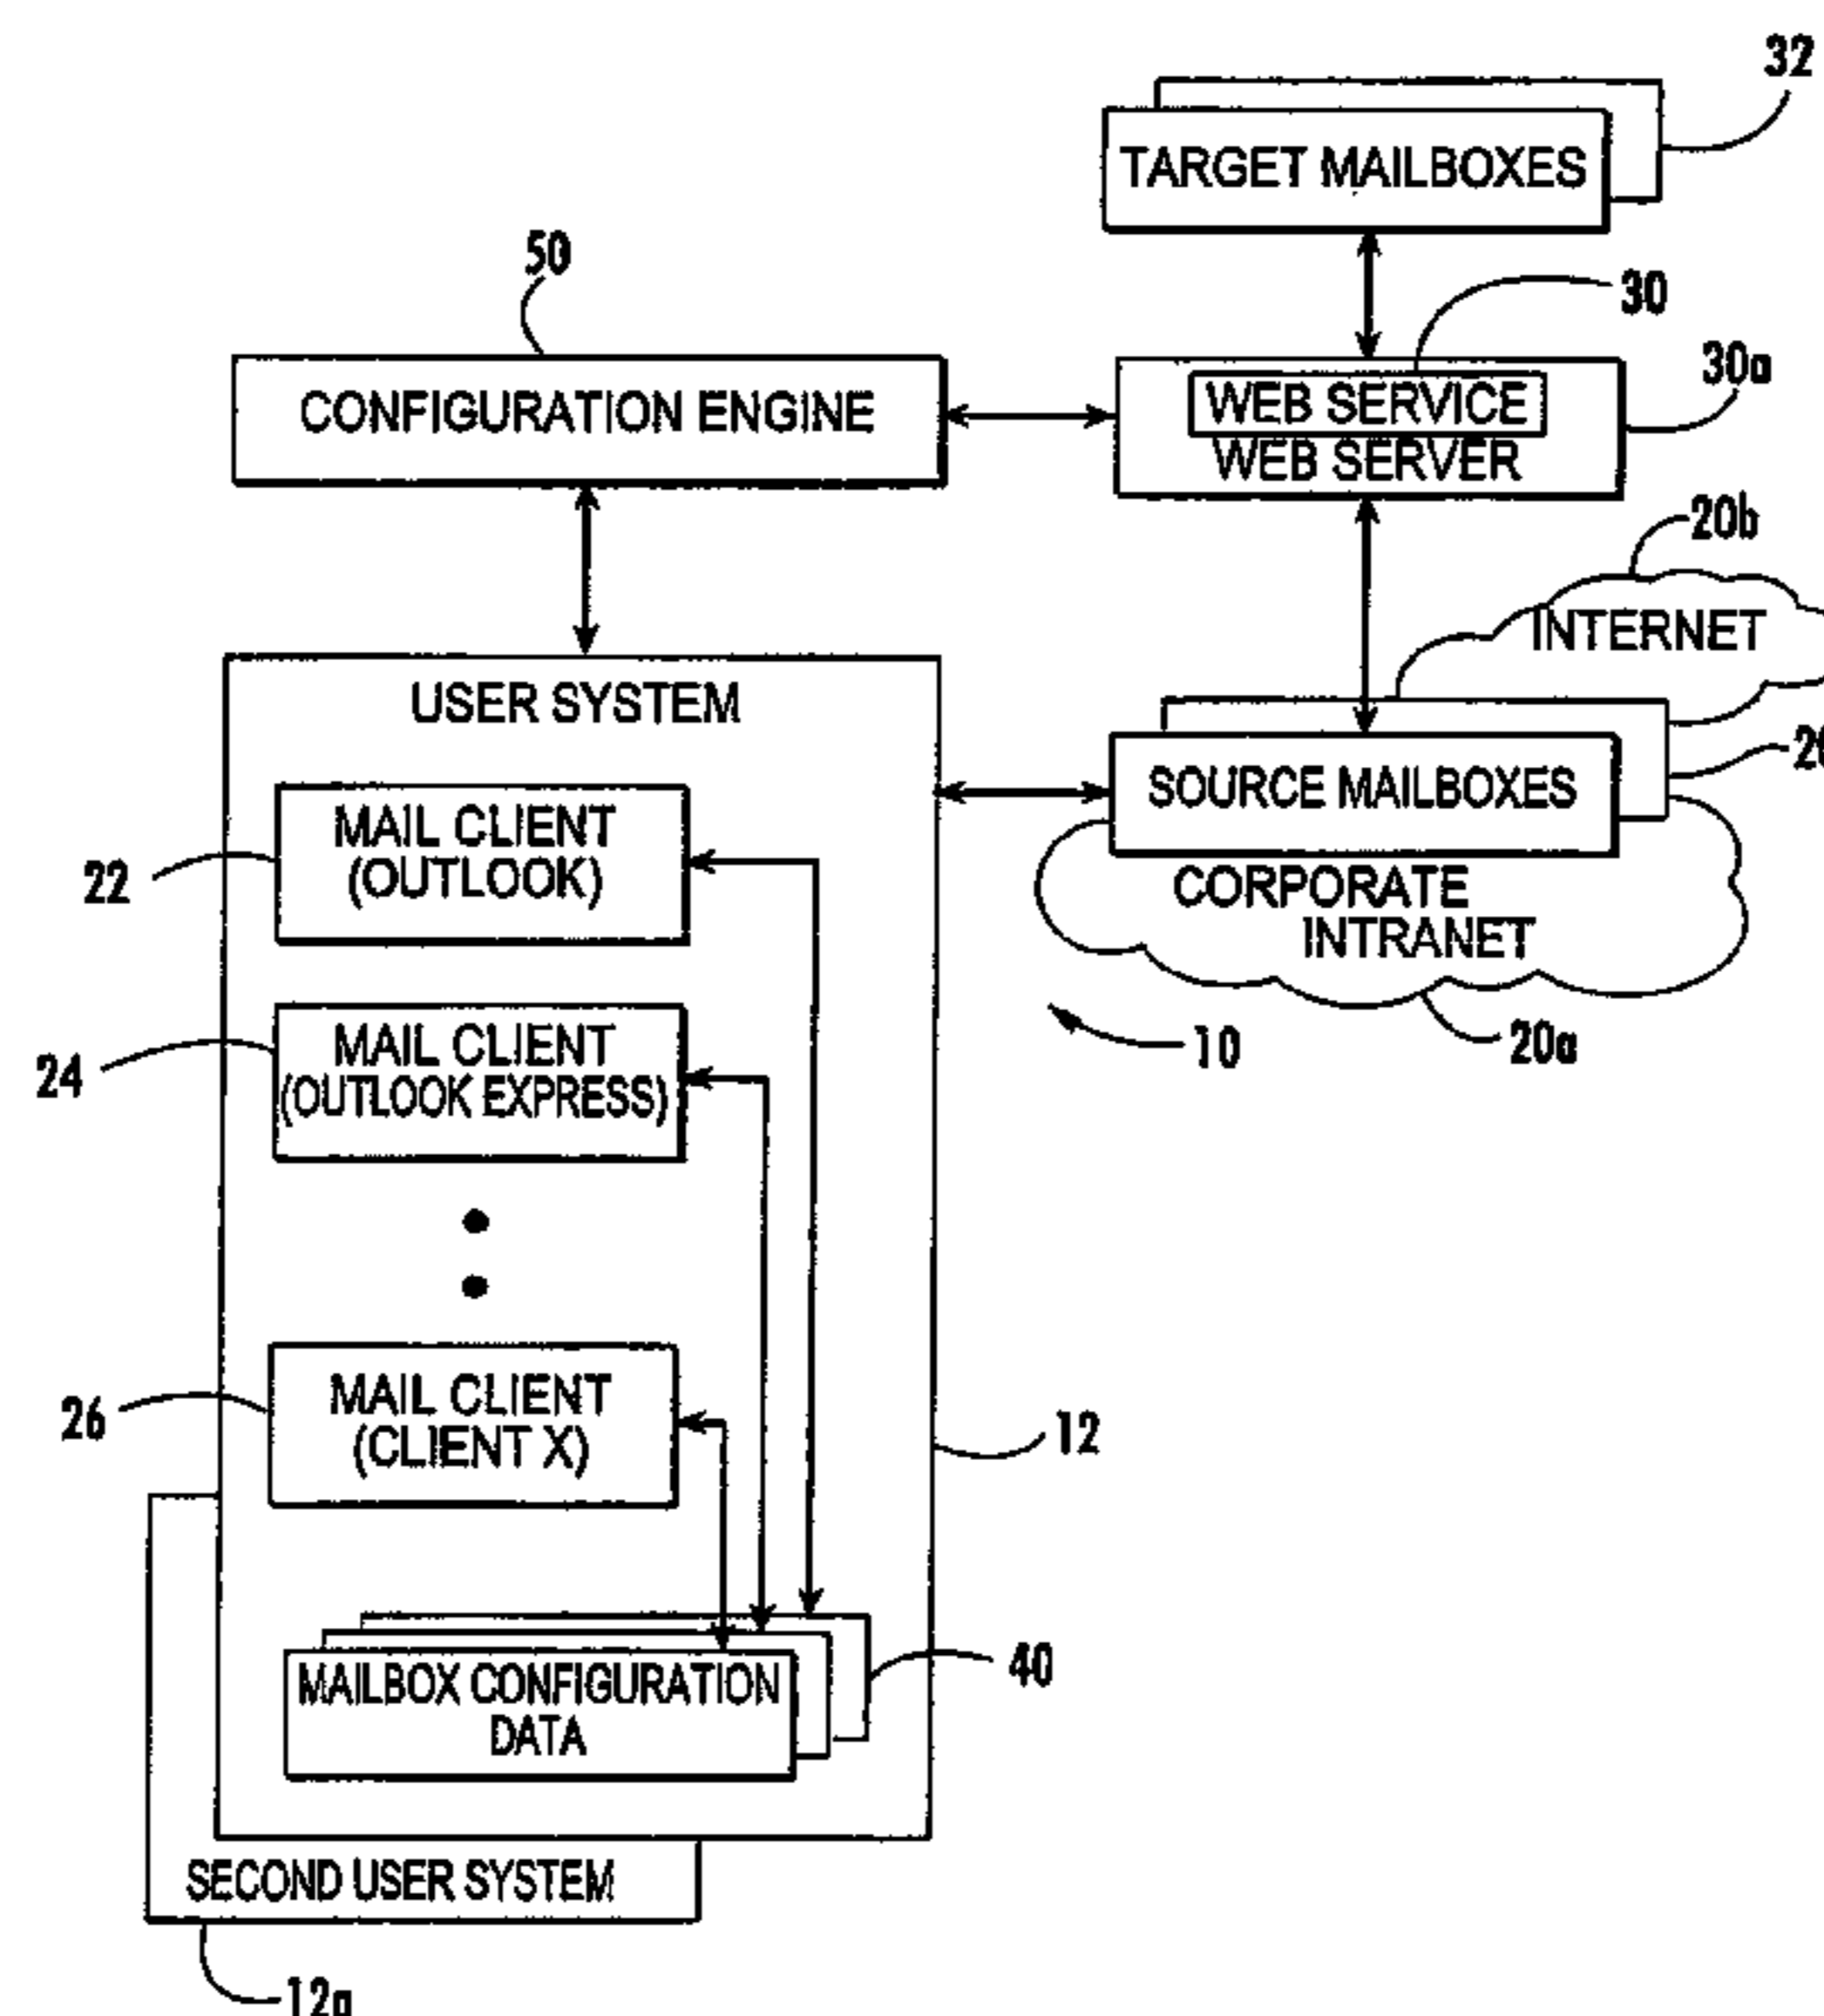 32
TARGET MAILBOXES
50
30
30a
CONFIGURATION ENGINE
WEB SERVICE
WEB SERVER
20b
INTERNET
USER SYSTEM
SOURCE MAILBOXES
MAIL CLIENT
(OUTLOOK)
22
CORPORATE
INTRANET
MAIL CLIENT
(OUTLOOK EXPRESS)
24
10
20a
MAIL CLIENT
(CLIENT X)
26
12
40
MAILBOX CONFIGURATION
DATA
SECOND USER SYSTEM
12a